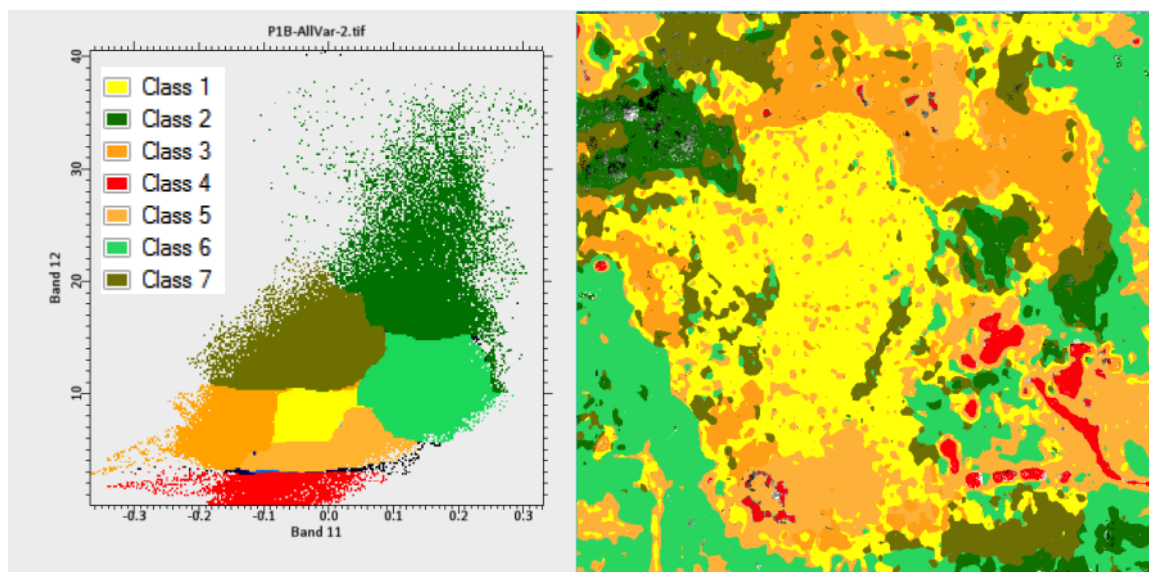 P1B-AllVar-2.tif
40
30
20
10
Band 12
Class 1
Class 2
Class 3
Class 4
Class 5
Class 6
Class 7
-0.3 -0.2 -0.1 0.0 0.1 0.2 0.3
Band 11